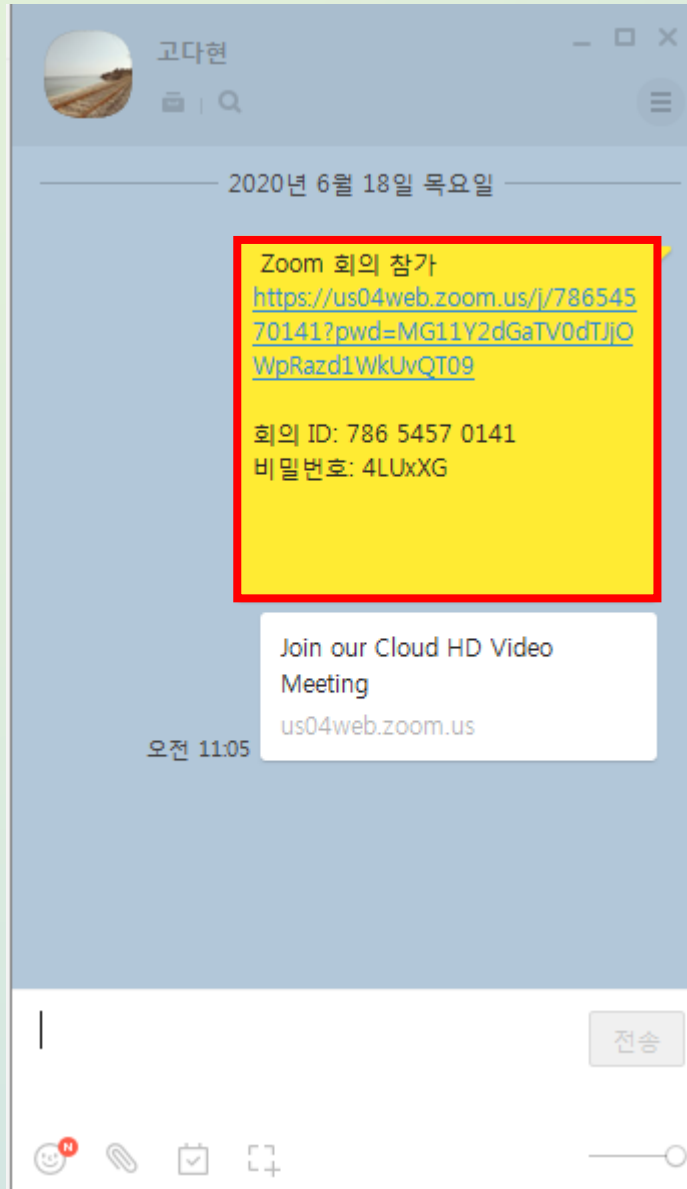 고다현
2020년 6월 18일 목요일
Zoom 회의 참가
https://us04web.zoom.us/j/786545
70141?pwd=MG11Y2dGaTV0dTJjO
WpRazd1WkUvQT09
회의 ID: 786 5457 0141
비밀번호: 4LUxXG
Join our Cloud HD Video
Meeting
us04web.zoom.us
오전 11:05
전송
N